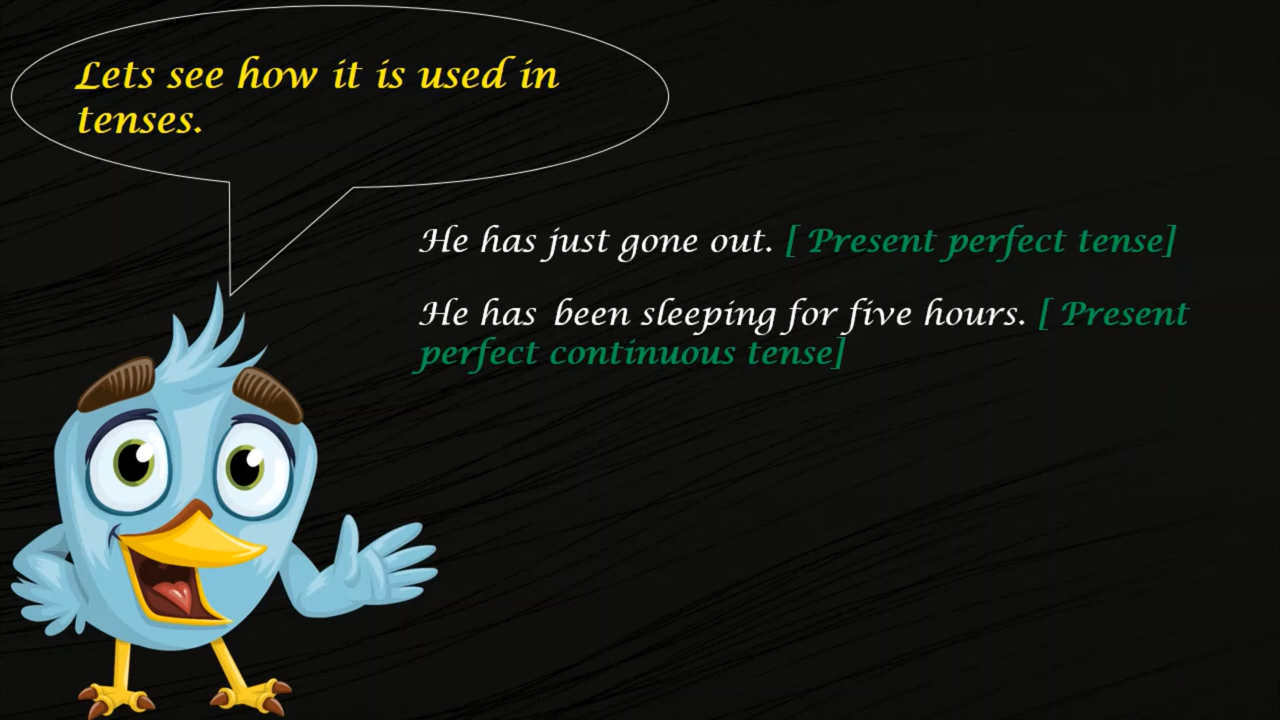 Lets see how it is used in
tenses.
He has just gone out. [ Present perfect tense]
He has been sleeping for five hours. [ Present
perfect continuous tense]